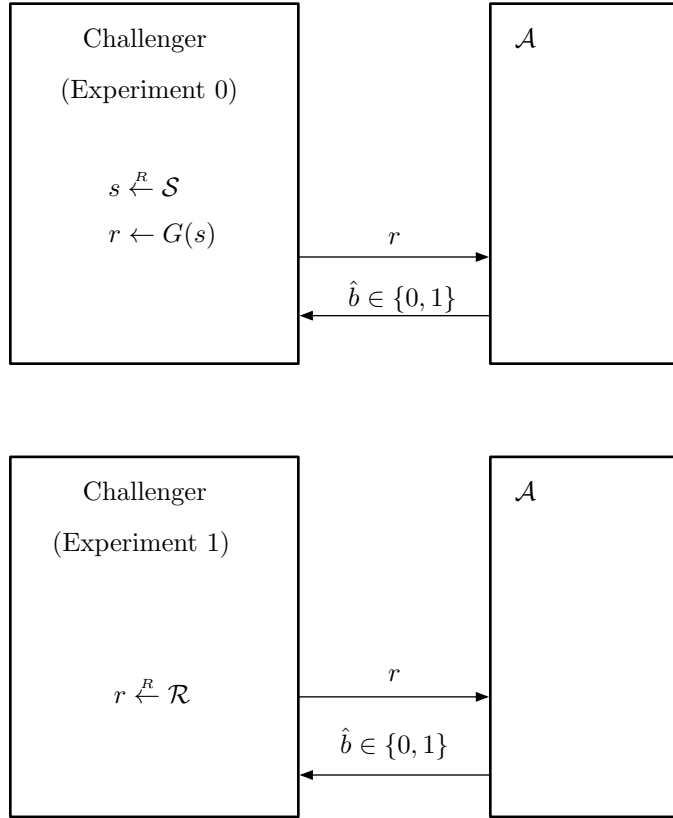 Challenger
(Experiment 0)
𝒜
s ←ᴿ 𝒮
r ← G(s)
r
b̂ ∈ {0, 1}
Challenger
(Experiment 1)
𝒜
r ←ᴿ ℛ
r
b̂ ∈ {0, 1}